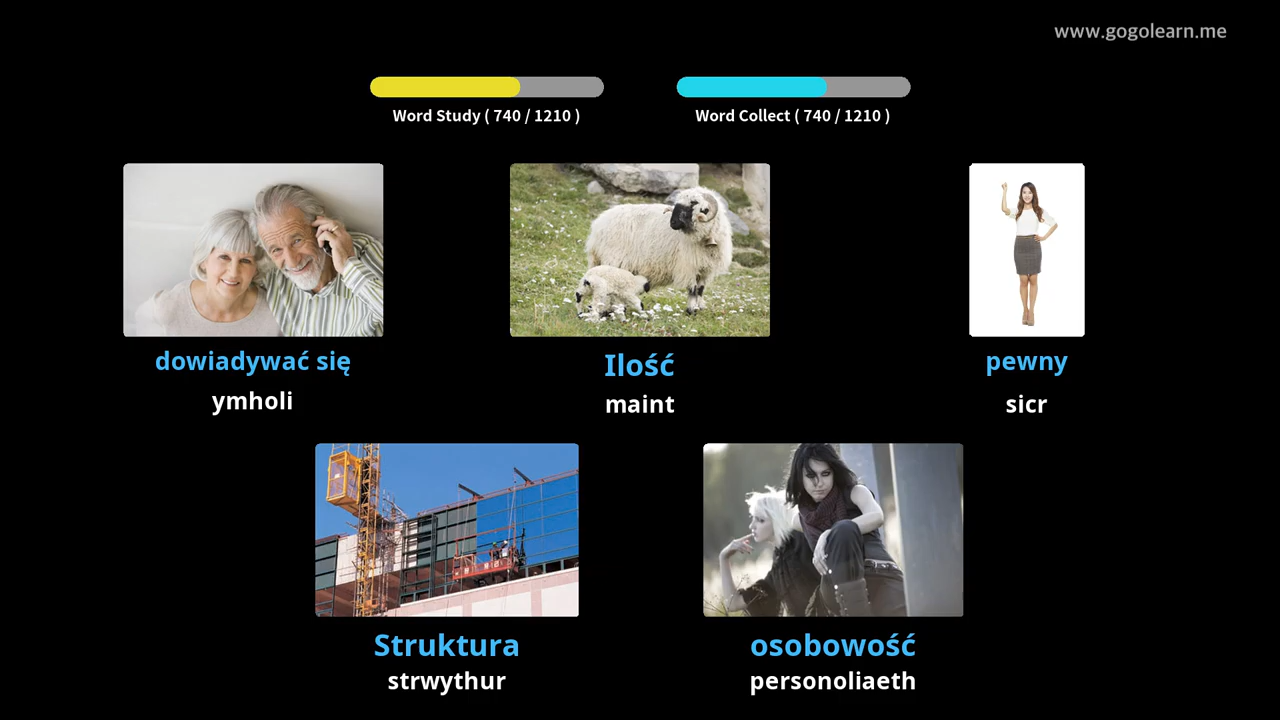 www.gogolearn.me
Word Study ( 740 / 1210 )
Word Collect ( 740 / 1210 )
dowiadywać się
ymholi
Ilość
maint
pewny
sicr
Struktura
strwythur
osobowość
personoliaeth